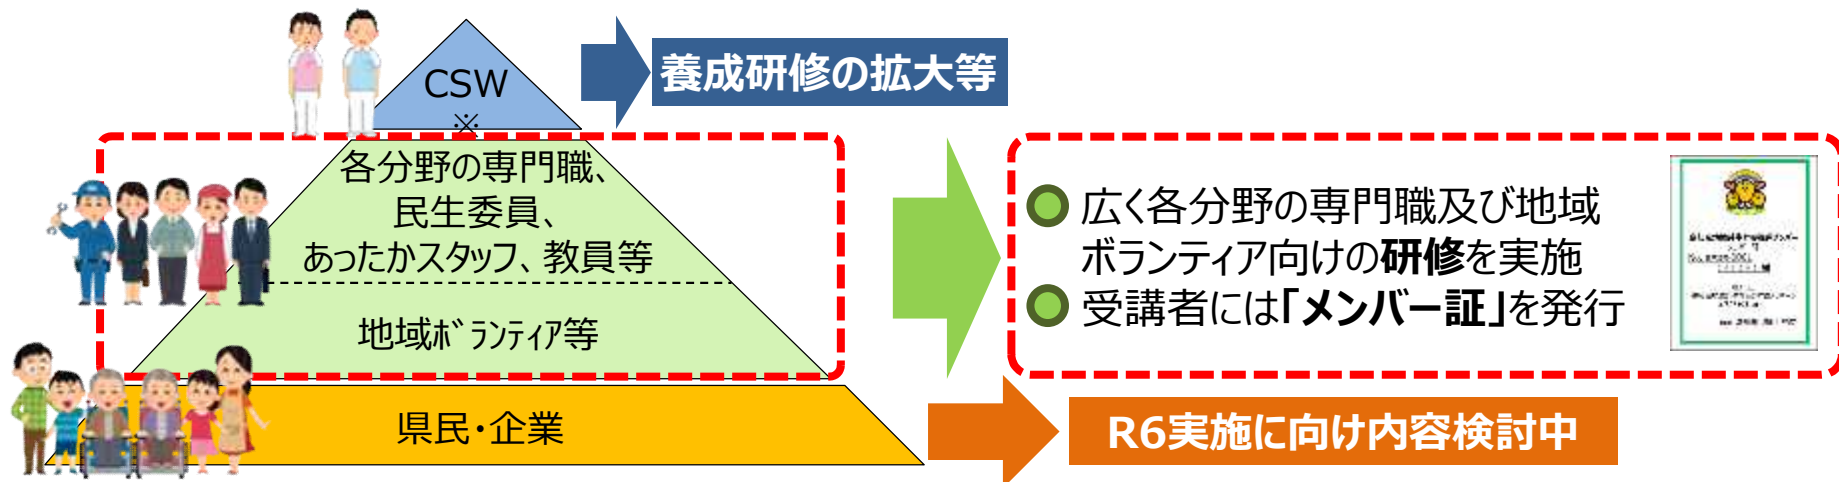 CSW
※
養成研修の拡大等
各分野の専門職、
民生委員、
あったかスタッフ、教員等
地域ボランティア等
広く各分野の専門職及び地域
ボランティア向けの研修を実施
受講者には「メンバー証」を発行
県民・企業
R6実施に向け内容検討中